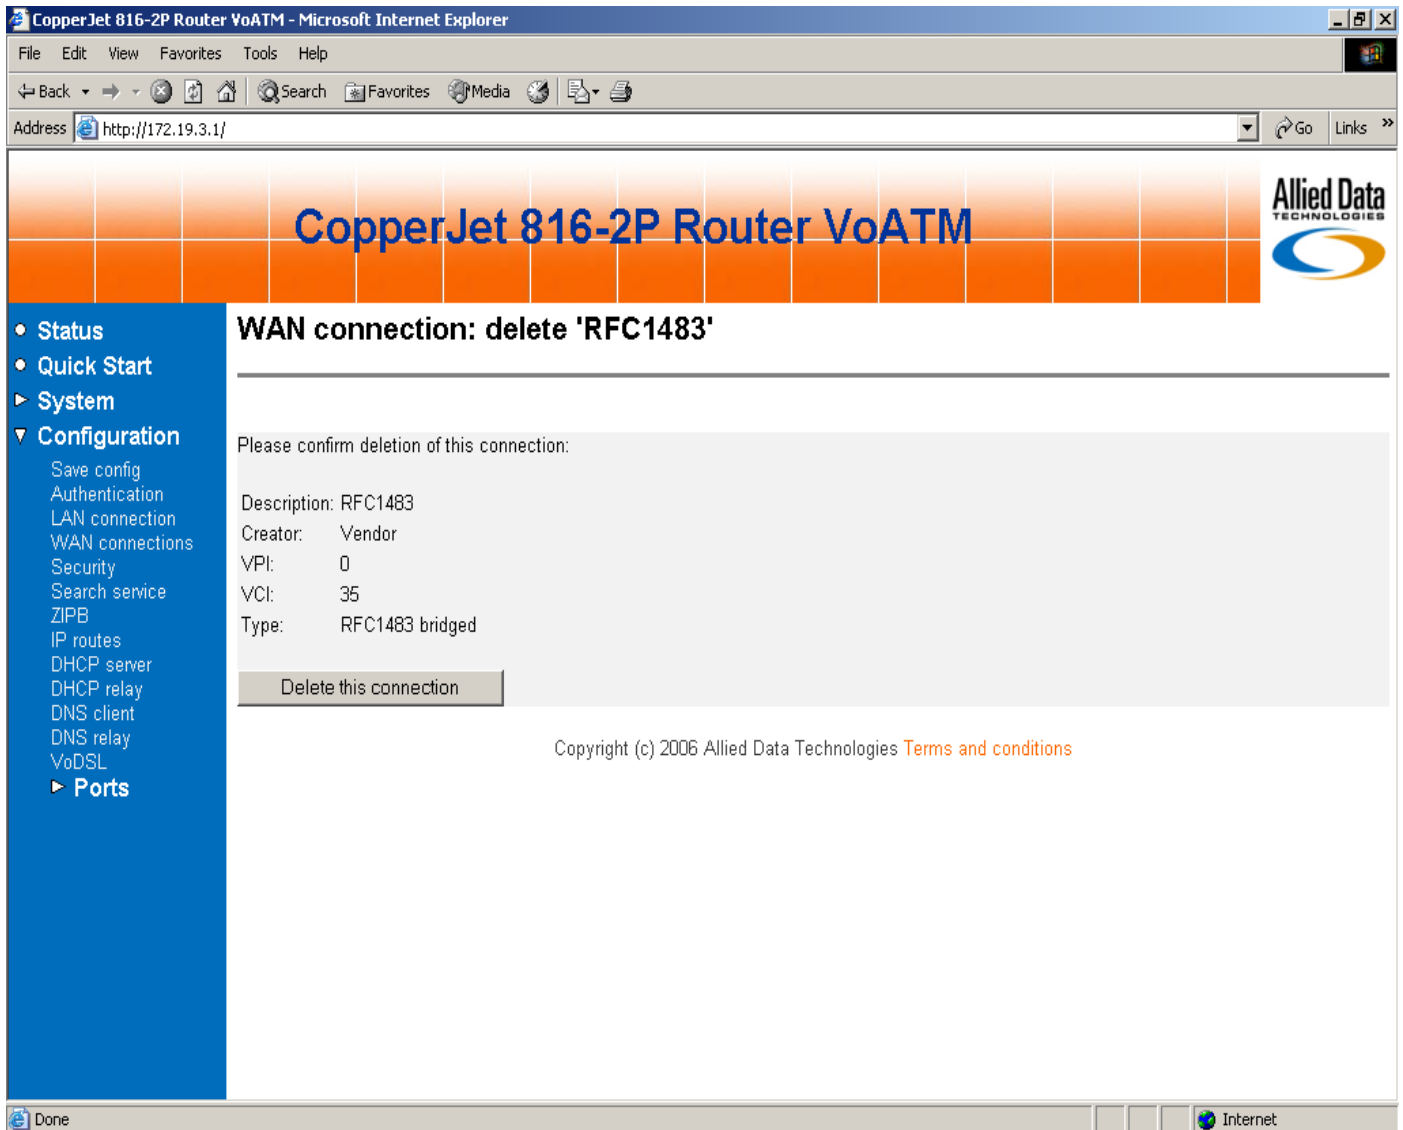 CopperJet 816-2P Router VoATM - Microsoft Internet Explorer
File Edit View Favorites Tools Help
Back Search Favorites Media
Address http://172.19.3.1/ Go Links »
CopperJet 816-2P Router VoATM
Allied Data
TECHNOLOGIES
Status
Quick Start
System
Configuration
Save config
Authentication
LAN connection
WAN connections
Security
Search service
ZIPB
IP routes
DHCP server
DHCP relay
DNS client
DNS relay
VoDSL
Ports
WAN connection: delete 'RFC1483'
Please confirm deletion of this connection:
Description: RFC1483
Creator: Vendor
VPI: 0
VCI: 35
Type: RFC1483 bridged
Delete this connection
Copyright (c) 2006 Allied Data Technologies Terms and conditions
Done Internet